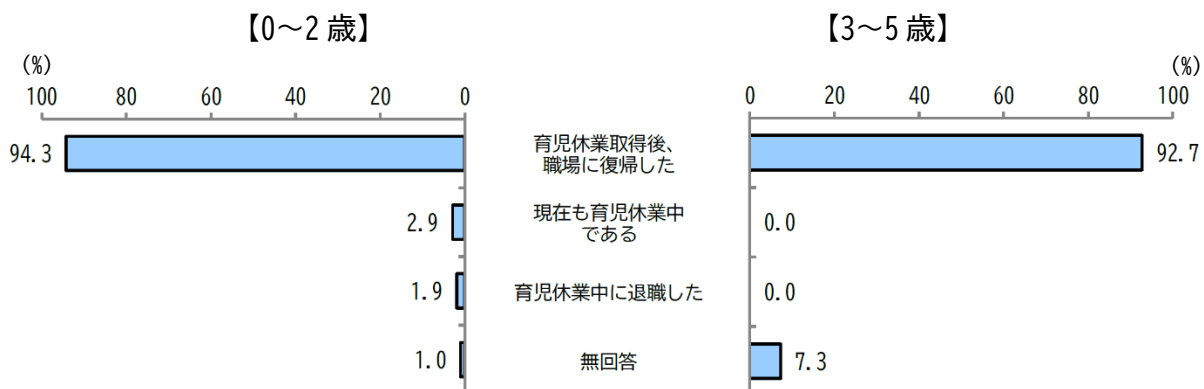 【0～2 歳】
【3～5 歳】
(%)
(%)
100 80 60 40 20 0
0 20 40 60 80 100
94.3
育児休業取得後、
職場に復帰した
92.7
2.9
現在も育児休業中
である
0.0
1.9
育児休業中に退職した
0.0
1.0
無回答
7.3